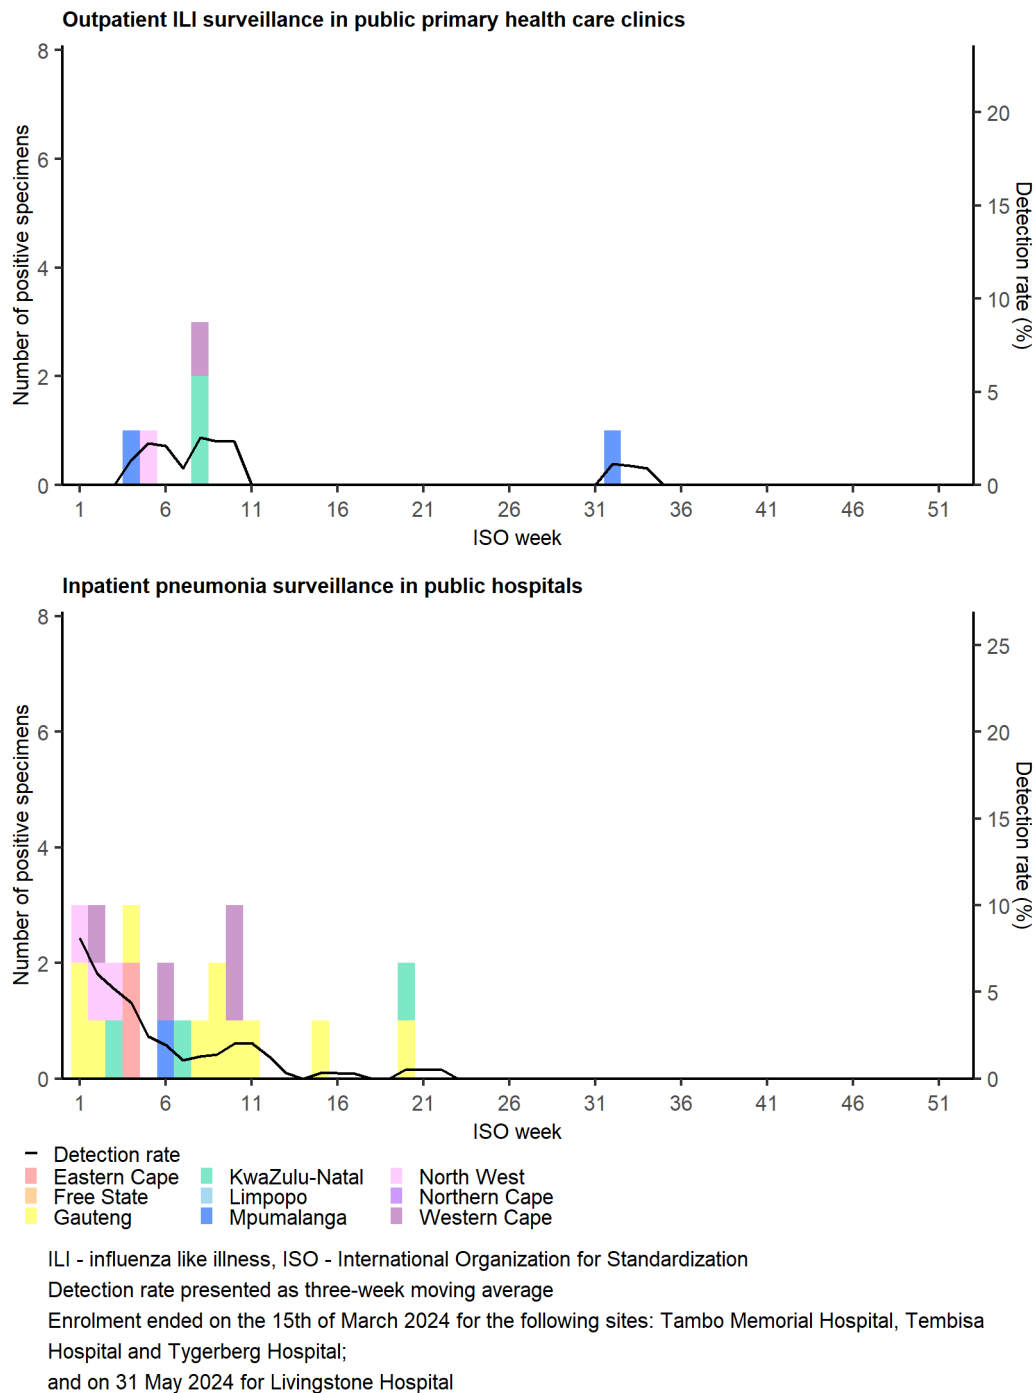 Outpatient ILI surveillance in public primary health care clinics
8
6
4
2
0
Number of positive specimens
20
15
10
5
0
Detection rate (%)
1 6 11 16 21 26 31 36 41 46 51
ISO week
Inpatient pneumonia surveillance in public hospitals
8
6
4
2
0
Number of positive specimens
25
20
15
10
5
0
Detection rate (%)
1 6 11 16 21 26 31 36 41 46 51
ISO week
Detection rate
Eastern Cape KwaZulu-Natal North West
Free State Limpopo Northern Cape
Gauteng Mpumalanga Western Cape
ILI - influenza like illness, ISO - International Organization for Standardization
Detection rate presented as three-week moving average
Enrolment ended on the 15th of March 2024 for the following sites: Tambo Memorial Hospital, Tembisa
Hospital and Tygerberg Hospital;
and on 31 May 2024 for Livingstone Hospital